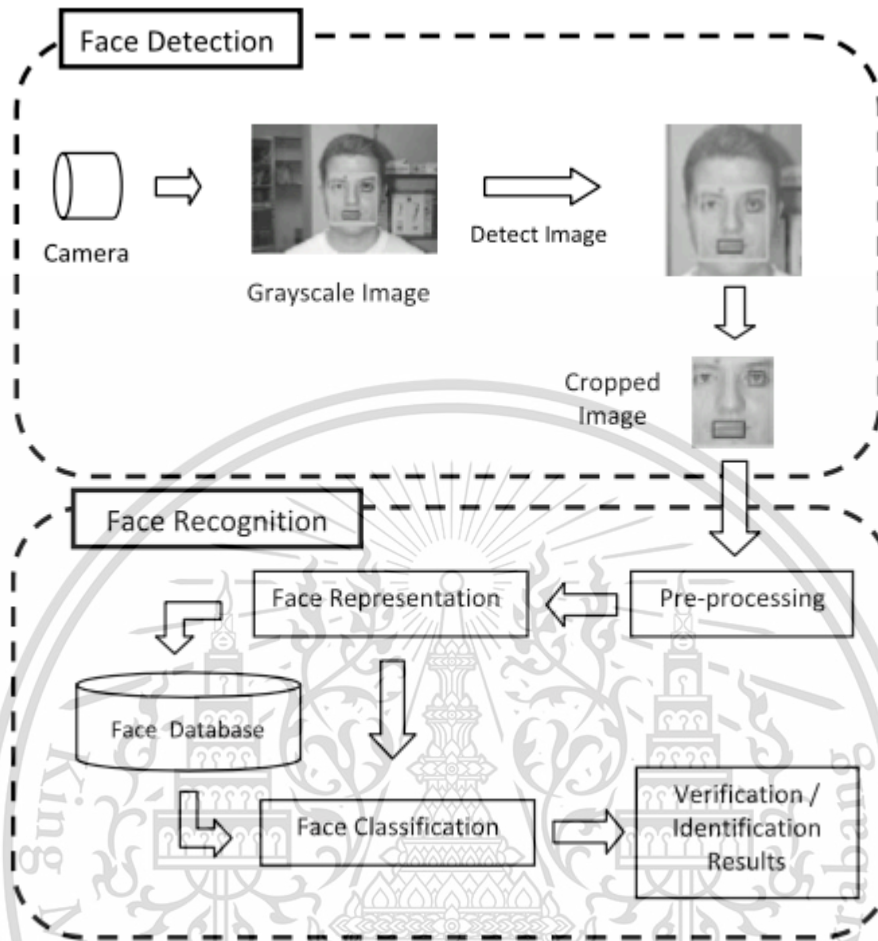 Face Detection
Camera
Grayscale Image
Detect Image
Cropped
Image
Face Recognition
Face Representation
Pre-processing
Face Database
Face Classification
Verification /
Identification
Results
King